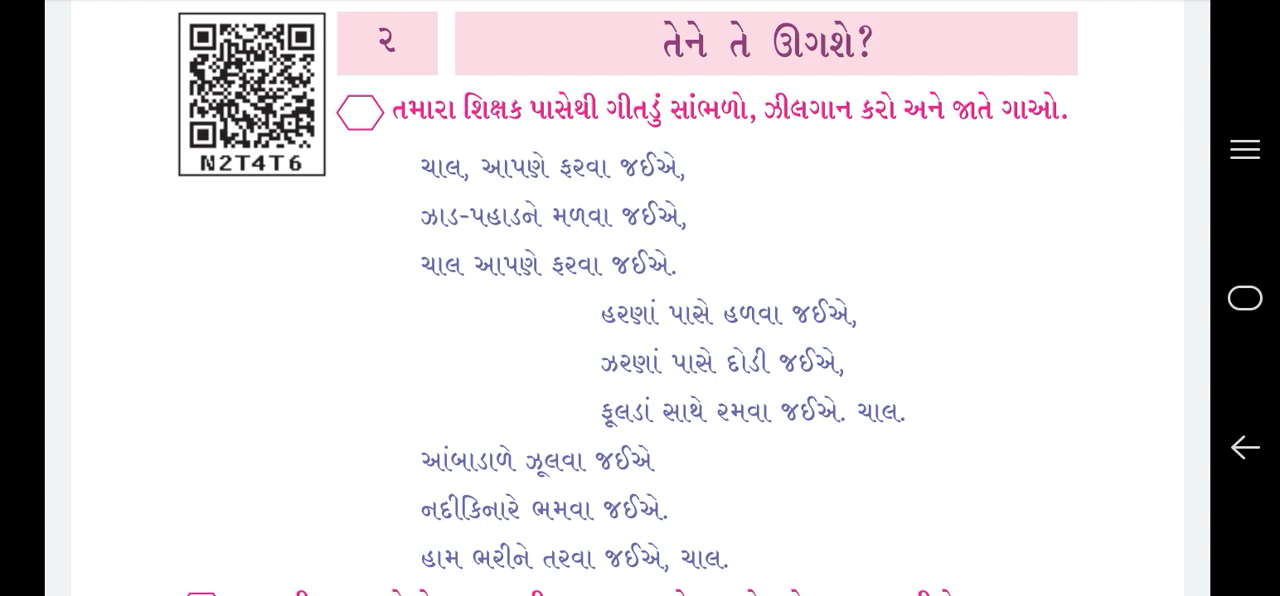 ૨
તેને તે ઊગશે?
N2T4T6
તમારા શિક્ષક પાસેથી ગીતડું સાંભળો, ઝીલગાન કરો અને જાતે ગાઓ.
ચાલ, આપણે ફરવા જઈએ,
ઝાડ-પહાડને મળવા જઈએ,
ચાલ આપણે ફરવા જઈએ.
હરણાં પાસે હળવા જઈએ,
ઝરણાં પાસે દોડી જઈએ,
ફૂલડાં સાથે રમવા જઈએ. ચાલ.
આંબાડાળે ઝૂલવા જઈએ
નદીકિનારે ભમવા જઈએ.
હામ ભરીને તરવા જઈએ, ચાલ.